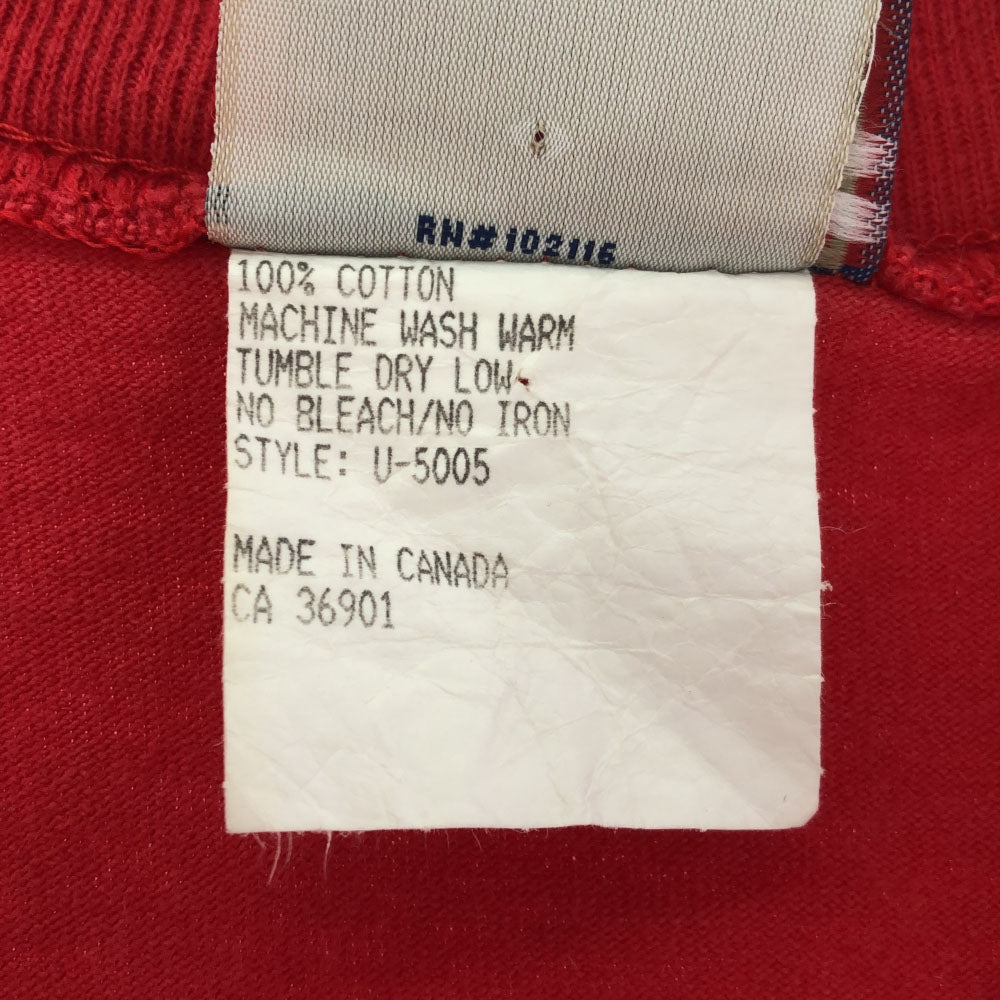 RN#102116
100% COTTON
MACHINE WASH WARM
TUMBLE DRY LOW
NO BLEACH/NO IRON
STYLE: U-5005
MADE IN CANADA
CA 36901